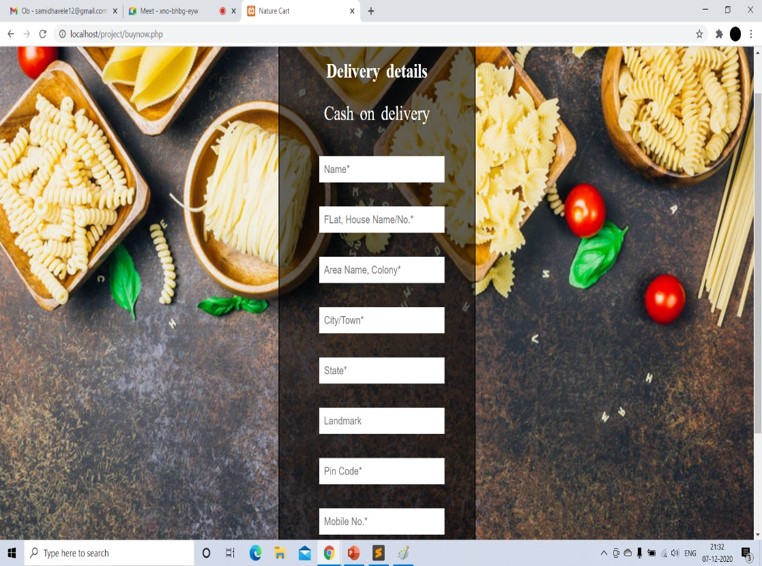 Ob - samidhavele12@gmail.com
Meet - xno-bhbg-eyw
Nature Cart
localhost/project/buynow.php
Delivery details
Cash on delivery
Name*
FLat, House Name/No.*
Area Name, Colony*
City/Town*
State*
Landmark
Pin Code*
Mobile No.*
Type here to search
ENG
21:32
07-12-2020